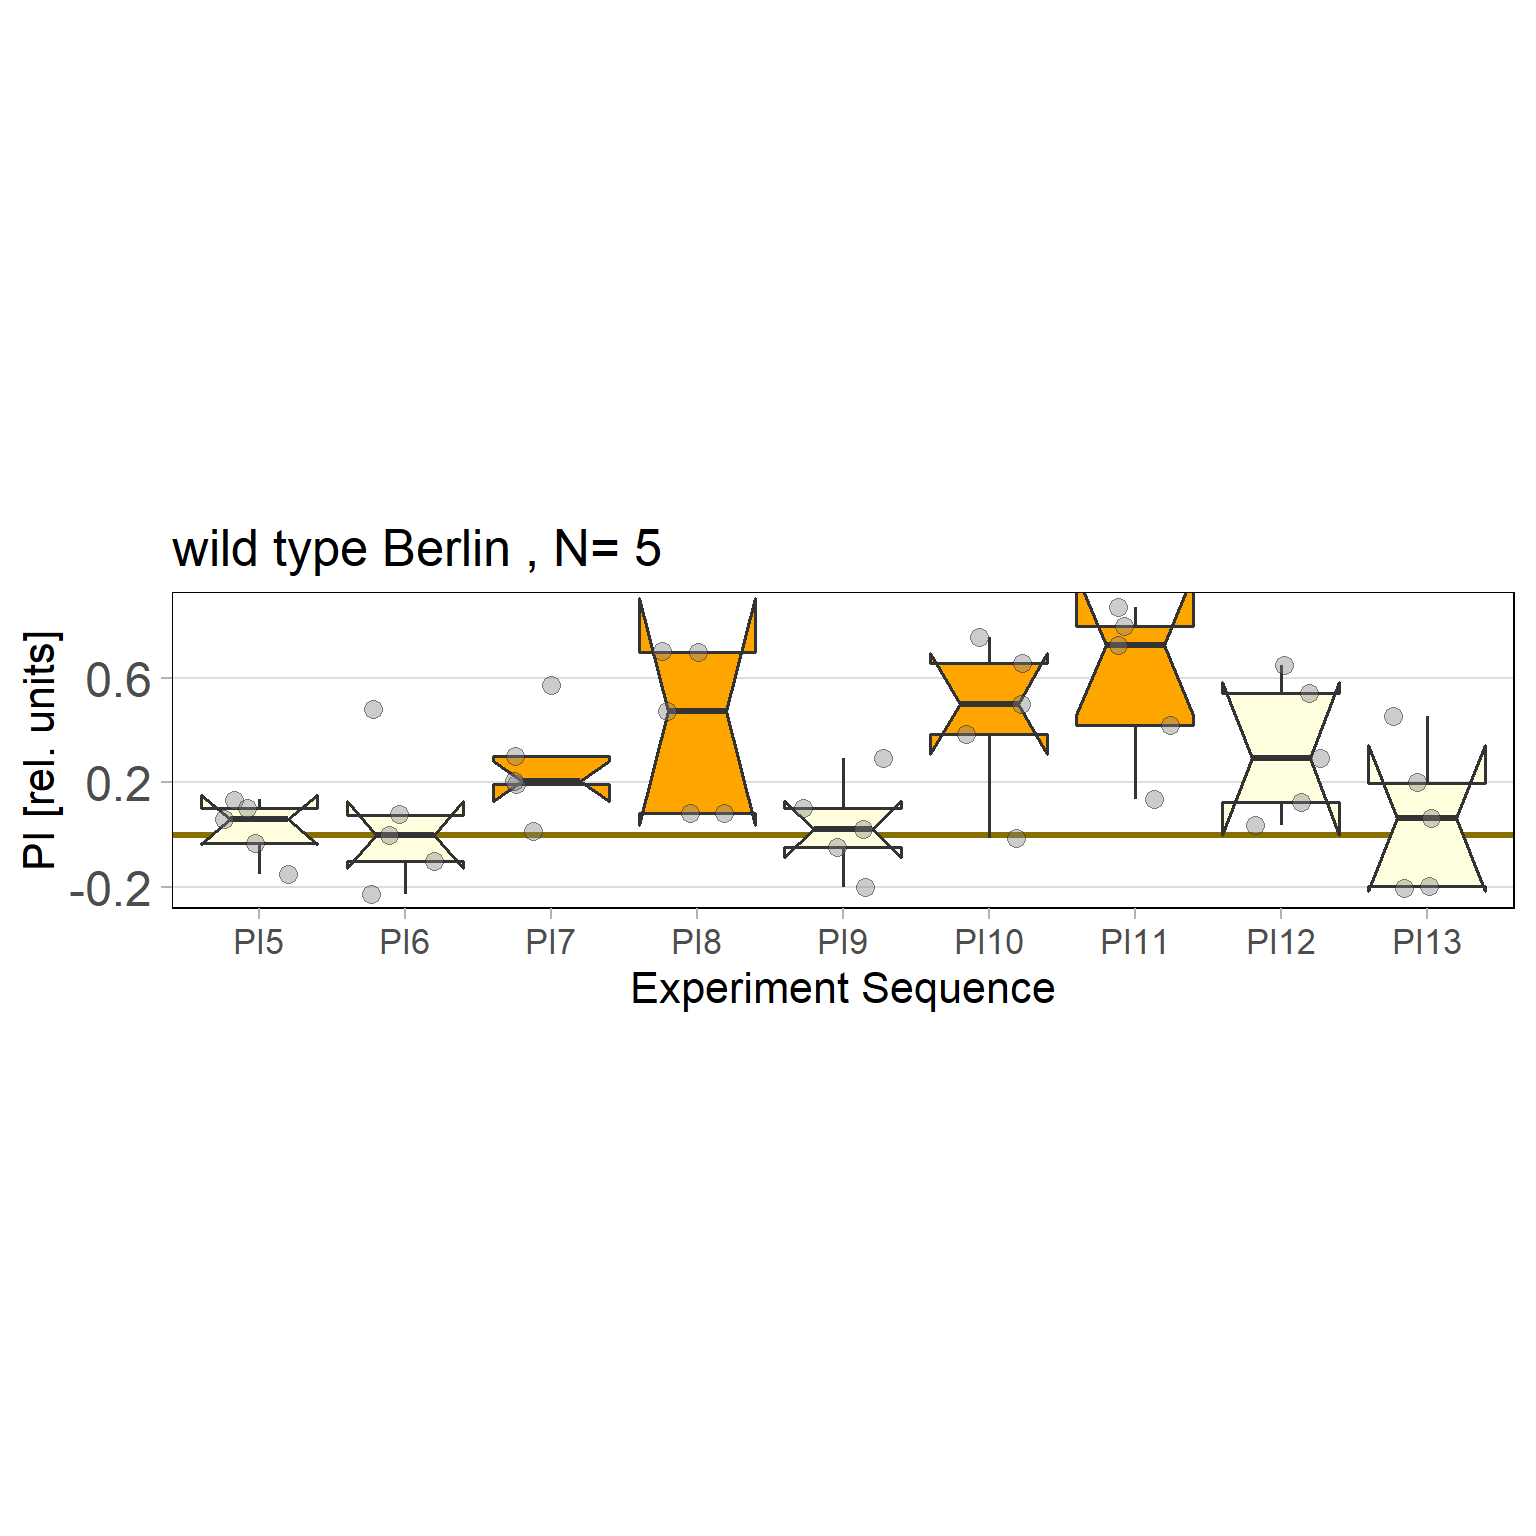 wild type Berlin , N= 5
PI [rel. units]
0.6
0.2
-0.2
PI5 PI6 PI7 PI8 PI9 PI10 PI11 PI12 PI13
Experiment Sequence